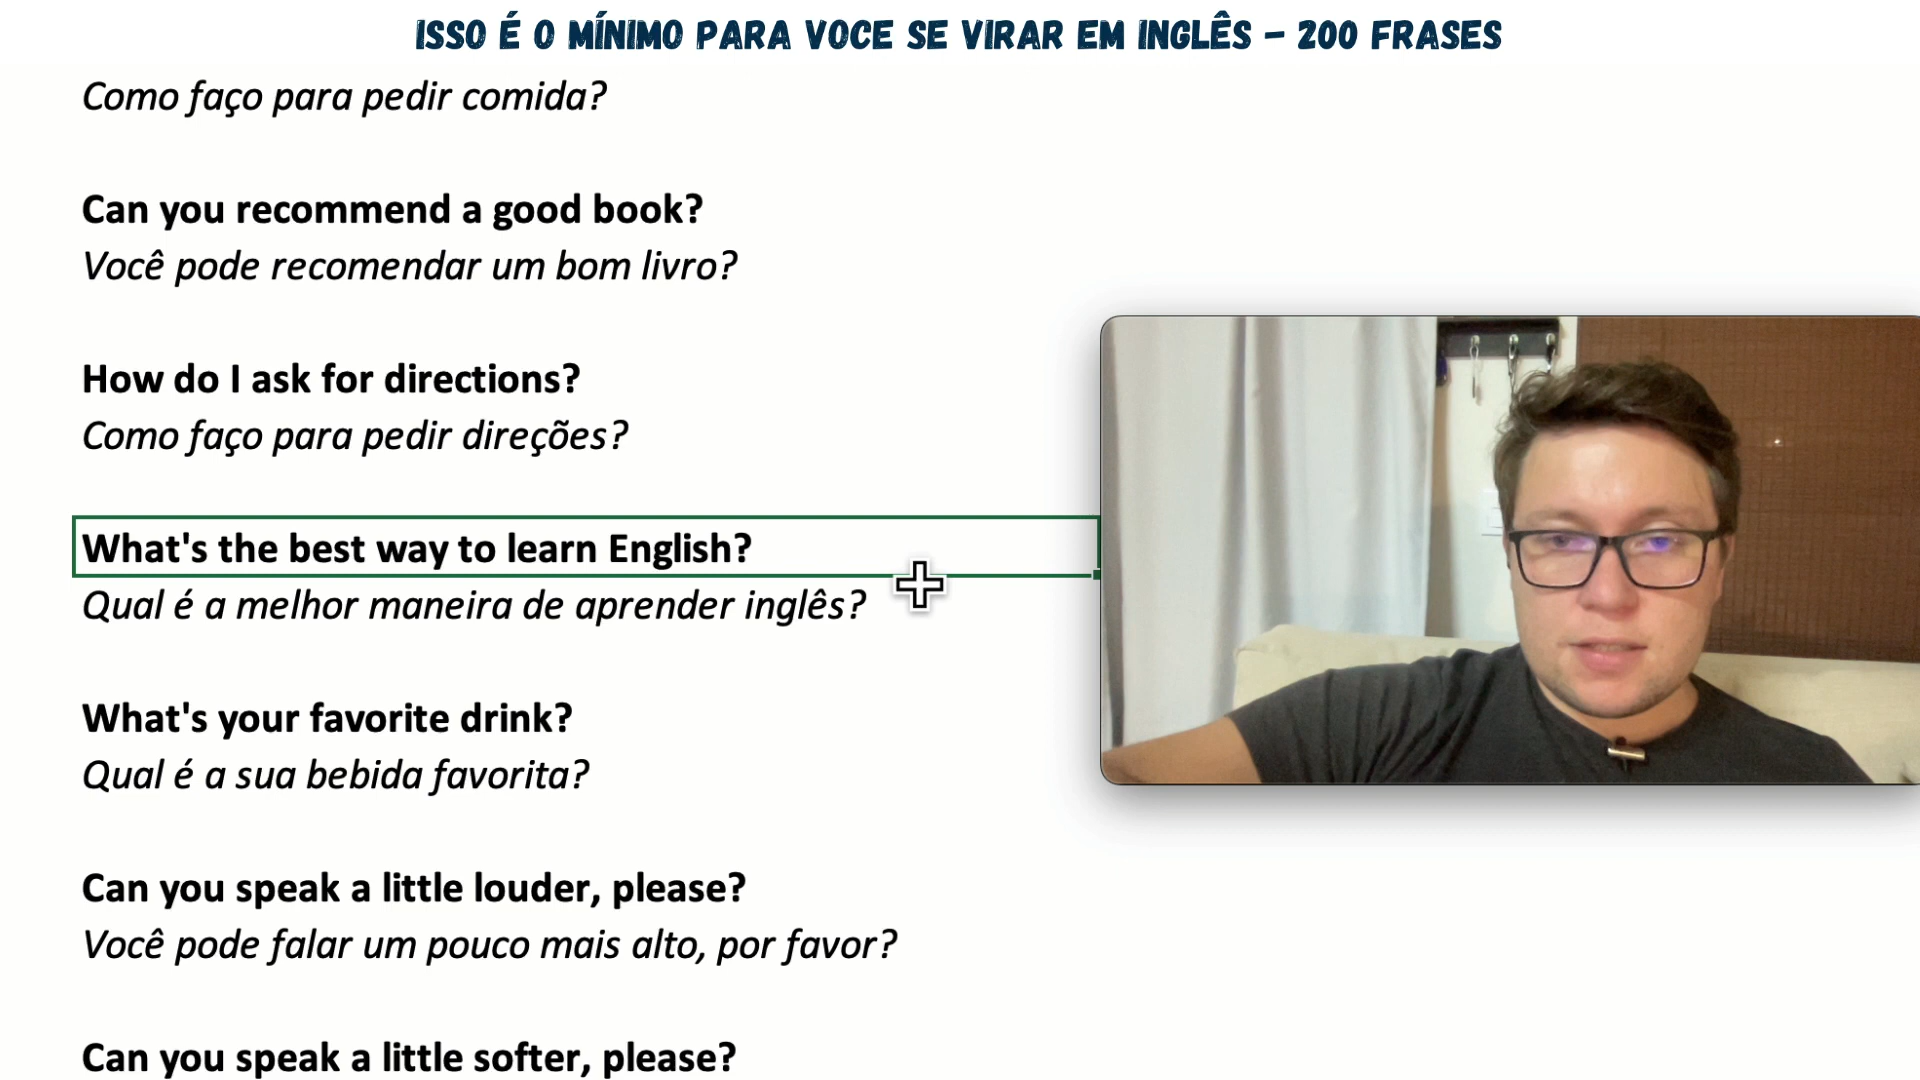 ISSO É O MÍNIMO PARA VOCE SE VIRAR EM INGLÊS – 200 FRASES
Como faço para pedir comida?
Can you recommend a good book?
Você pode recomendar um bom livro?
How do I ask for directions?
Como faço para pedir direções?
What's the best way to learn English?
Qual é a melhor maneira de aprender inglês?
What's your favorite drink?
Qual é a sua bebida favorita?
Can you speak a little louder, please?
Você pode falar um pouco mais alto, por favor?
Can you speak a little softer, please?